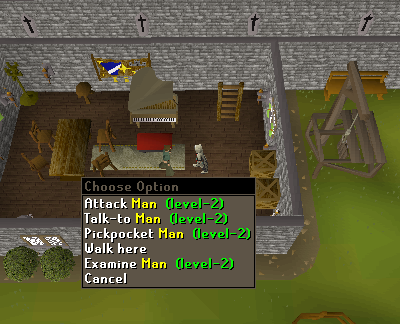 Choose Option
Attack Man (level-2)
Talk-to Man (level-2)
Pickpocket Man (level-2)
Walk here
Examine Man (level-2)
Cancel